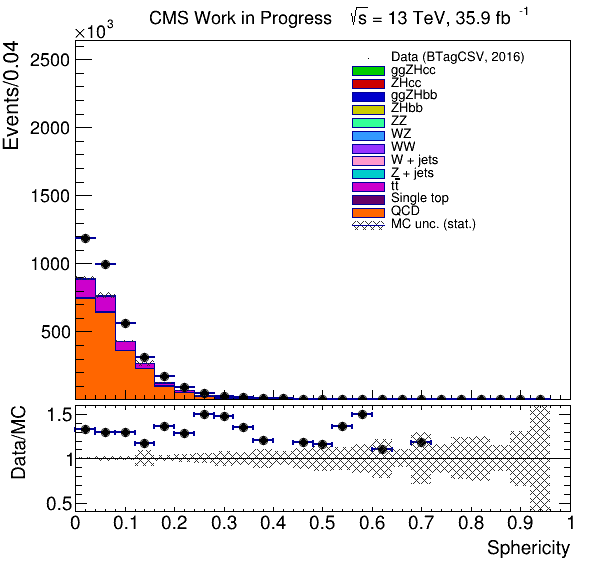 CMS Work in Progress √s = 13 TeV, 35.9 fb⁻¹
×10³
Events/0.04
2500
2000
1500
1000
500
Data (BTagCSV, 2016)
ggZHcc
ZHcc
ggZHbb
ZHbb
ZZ
WZ
WW
W + jets
Z + jets
tt̅
Single top
QCD
MC unc. (stat.)
Data/MC
1.5
1
0.5
0 0.1 0.2 0.3 0.4 0.5 0.6 0.7 0.8 0.9 1
Sphericity